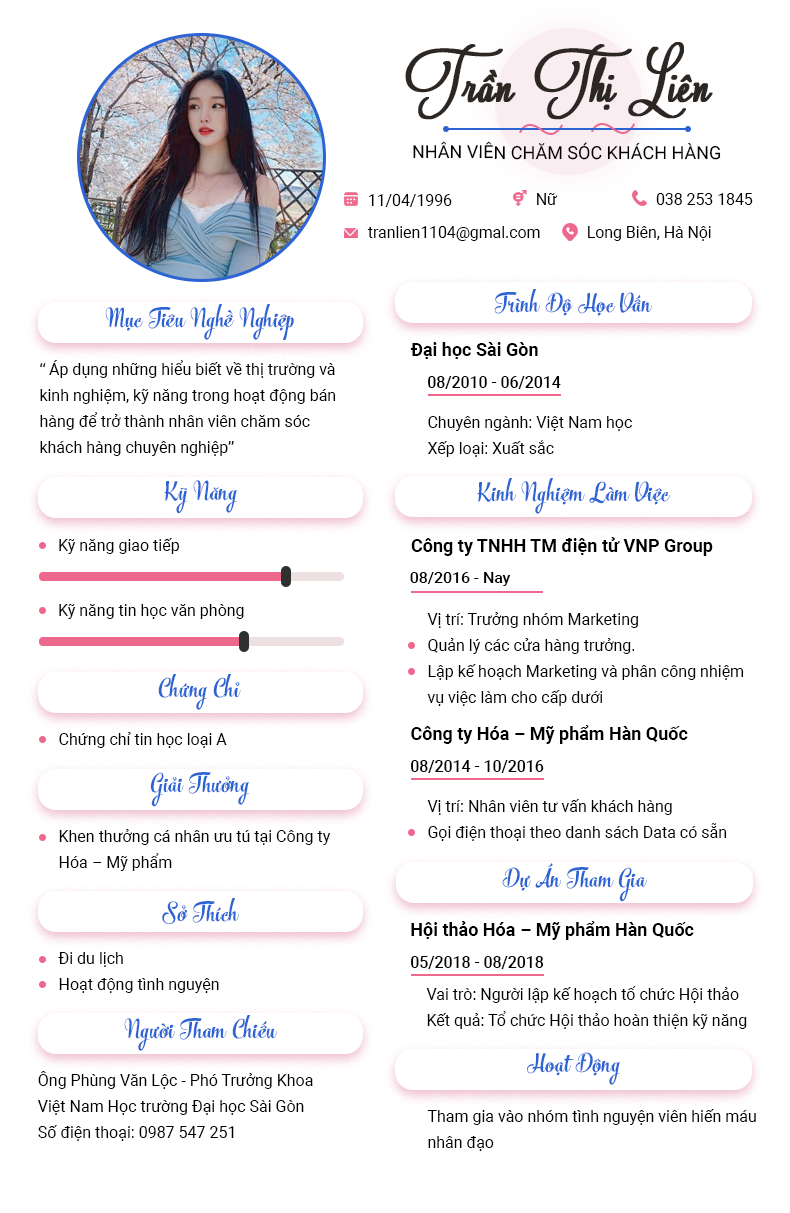 Trần Thị Liên
NHÂN VIÊN CHĂM SÓC KHÁCH HÀNG
11/04/1996
Nữ
038 253 1845
tranlien1104@gmal.com
Long Biên, Hà Nội
Mục Tiêu Nghề Nghiệp
“ Áp dụng những hiểu biết về thị trường và
kinh nghiệm, kỹ năng trong hoạt động bán
hàng để trở thành nhân viên chăm sóc
khách hàng chuyên nghiệp”
Kỹ Năng
Kỹ năng giao tiếp
Kỹ năng tin học văn phòng
Chứng Chỉ
Chứng chỉ tin học loại A
Giải Thưởng
Khen thưởng cá nhân ưu tú tại Công ty
Hóa – Mỹ phẩm
Sở Thích
Đi du lịch
Hoạt động tình nguyện
Người Tham Chiếu
Ông Phùng Văn Lộc - Phó Trưởng Khoa
Việt Nam Học trường Đại học Sài Gòn
Số điện thoại: 0987 547 251
Trình Độ Học Vấn
Đại học Sài Gòn
08/2010 - 06/2014
Chuyên ngành: Việt Nam học
Xếp loại: Xuất sắc
Kinh Nghiệm Làm Việc
Công ty TNHH TM điện tử VNP Group
08/2016 - Nay
Vị trí: Trưởng nhóm Marketing
Quản lý các cửa hàng trưởng.
Lập kế hoạch Marketing và phân công nhiệm
vụ việc làm cho cấp dưới
Công ty Hóa – Mỹ phẩm Hàn Quốc
08/2014 - 10/2016
Vị trí: Nhân viên tư vấn khách hàng
Gọi điện thoại theo danh sách Data có sẵn
Dự Án Tham Gia
Hội thảo Hóa – Mỹ phẩm Hàn Quốc
05/2018 - 08/2018
Vai trò: Người lập kế hoạch tố chức Hội thảo
Kết quả: Tổ chức Hội thảo hoàn thiện kỹ năng
Hoạt Động
Tham gia vào nhóm tình nguyện viên hiến máu
nhân đạo